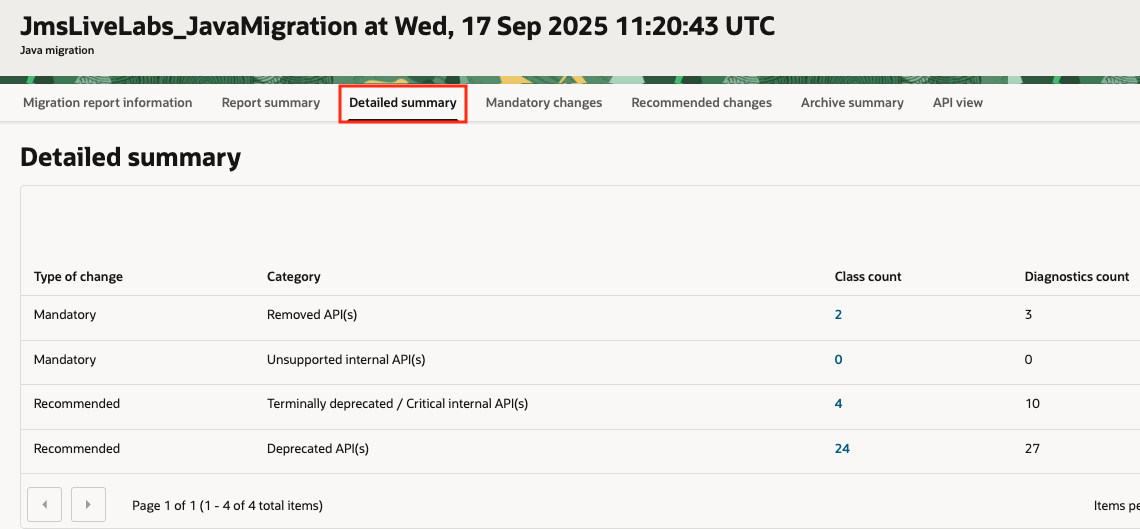 JmsLiveLabs_JavaMigration at Wed, 17 Sep 2025 11:20:43 UTC
Java migration
Migration report information Report summary Detailed summary Mandatory changes Recommended changes Archive summary API view
Detailed summary
Type of change Category Class count Diagnostics count
Mandatory Removed API(s) 2 3
Mandatory Unsupported internal API(s) 0 0
Recommended Terminally deprecated / Critical internal API(s) 4 10
Recommended Deprecated API(s) 24 27
Page 1 of 1 (1 - 4 of 4 total items) Items pe